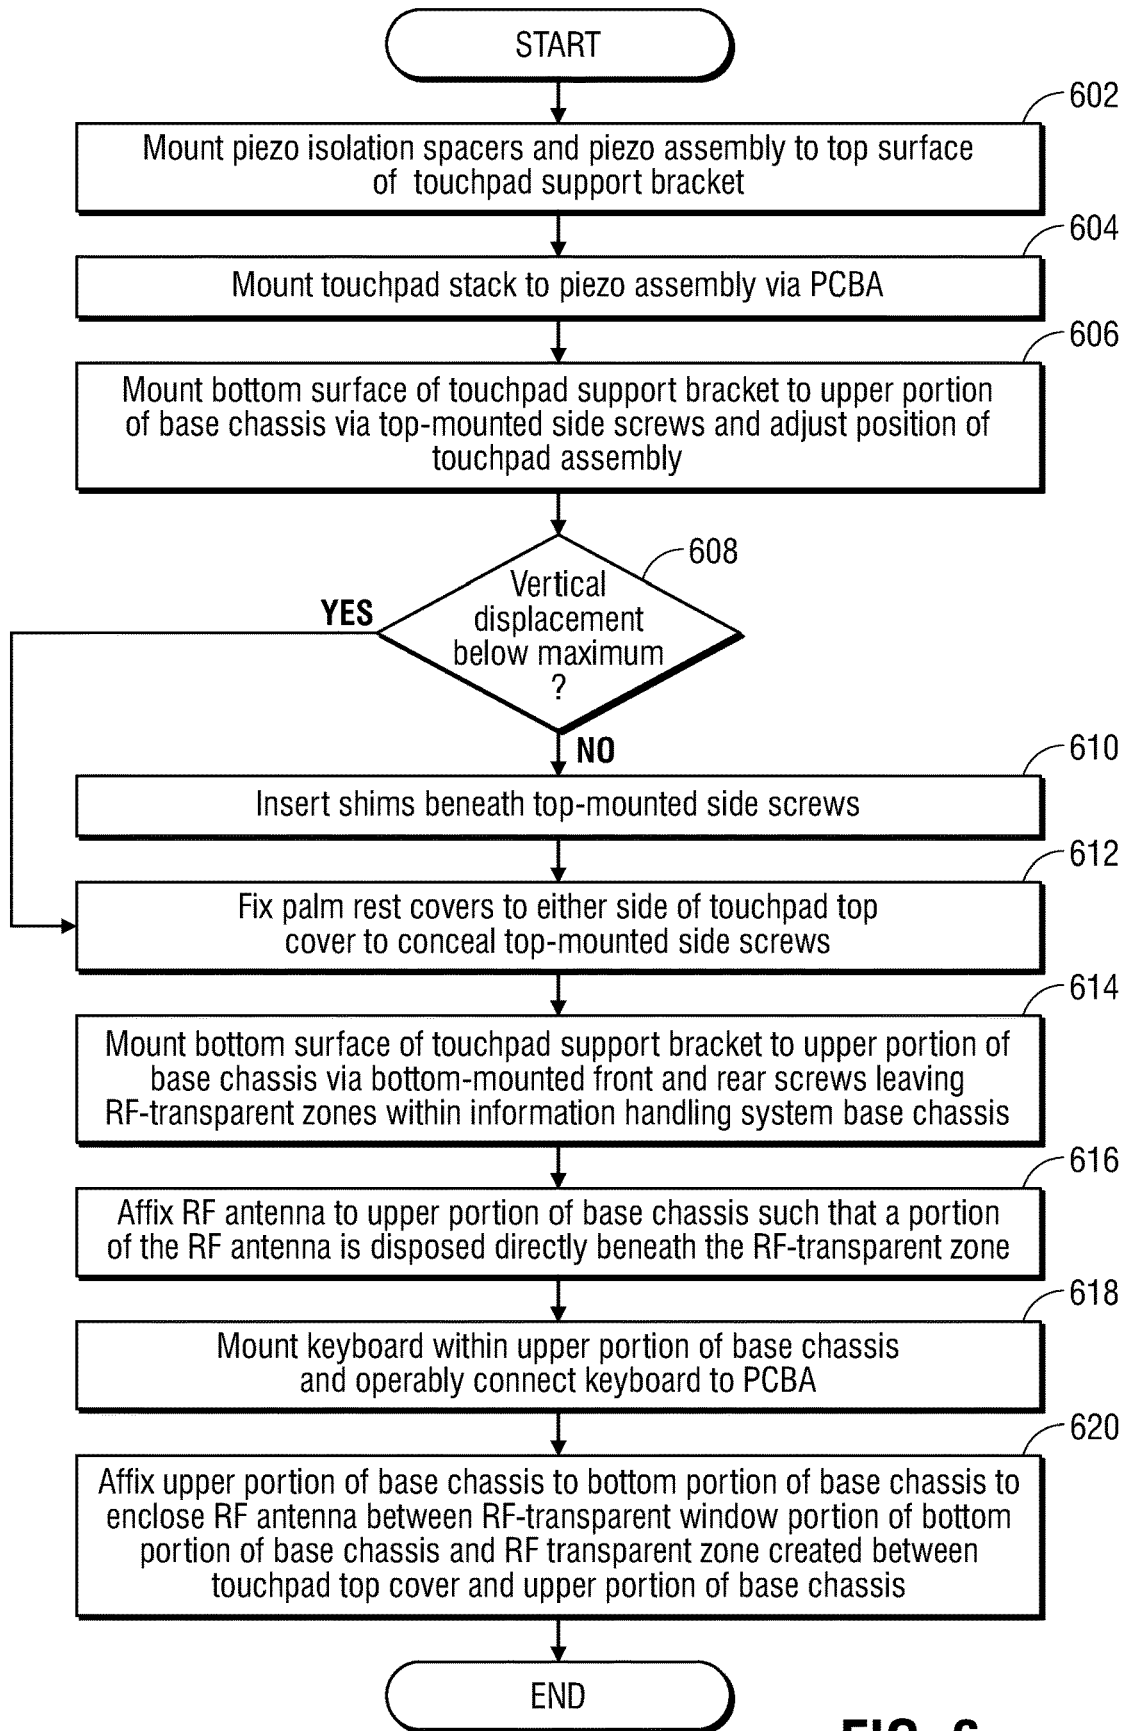 START
602
Mount piezo isolation spacers and piezo assembly to top surface
of touchpad support bracket
604
Mount touchpad stack to piezo assembly via PCBA
606
Mount bottom surface of touchpad support bracket to upper portion
of base chassis via top-mounted side screws and adjust position of
touchpad assembly
608
Vertical
displacement
below maximum
?
YES
NO
610
Insert shims beneath top-mounted side screws
612
Fix palm rest covers to either side of touchpad top
cover to conceal top-mounted side screws
614
Mount bottom surface of touchpad support bracket to upper portion of
base chassis via bottom-mounted front and rear screws leaving
RF-transparent zones within information handling system base chassis
616
Affix RF antenna to upper portion of base chassis such that a portion
of the RF antenna is disposed directly beneath the RF-transparent zone
618
Mount keyboard within upper portion of base chassis
and operably connect keyboard to PCBA
620
Affix upper portion of base chassis to bottom portion of base chassis to
enclose RF antenna between RF-transparent window portion of bottom
portion of base chassis and RF transparent zone created between
touchpad top cover and upper portion of base chassis
END
FIG. 6